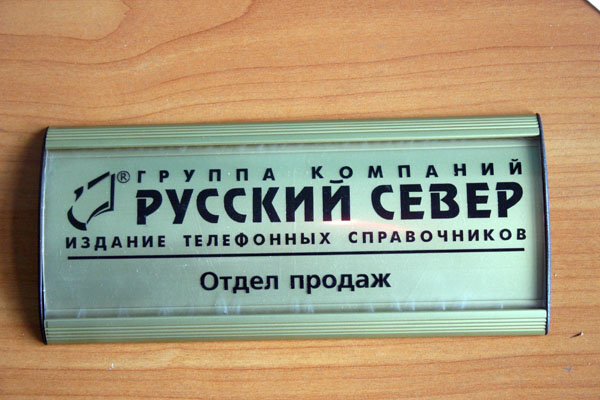 ® ГРУППА КОМПАНИЙ
РУССКИЙ СЕВЕР
ИЗДАНИЕ ТЕЛЕФОННЫХ СПРАВОЧНИКОВ
Отдел продаж